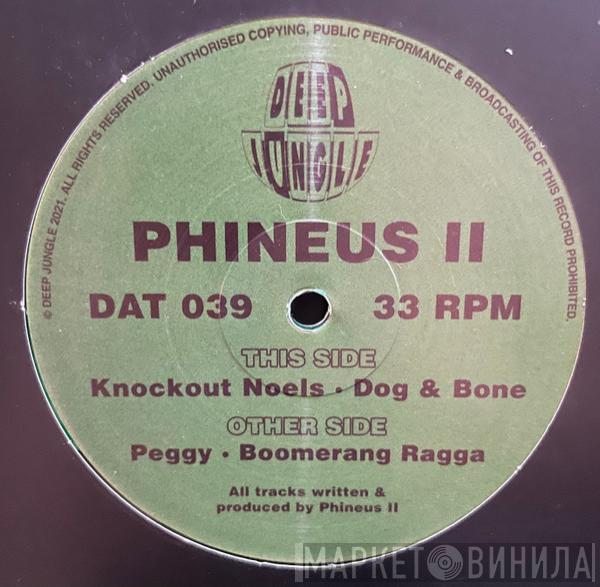 © DEEP JUNGLE 2021. ALL RIGHTS RESERVED. UNAUTHORISED COPYING, PUBLIC PERFORMANCE & BROADCASTING OF THIS RECORD PROHIBITED.
DEEP
JUNGLE
PHINEUS II
DAT 039
33 RPM
THIS SIDE
Knockout Noels • Dog & Bone
OTHER SIDE
Peggy • Boomerang Ragga
All tracks written &
produced by Phineus II
МАРКЕТ ВИНИЛА